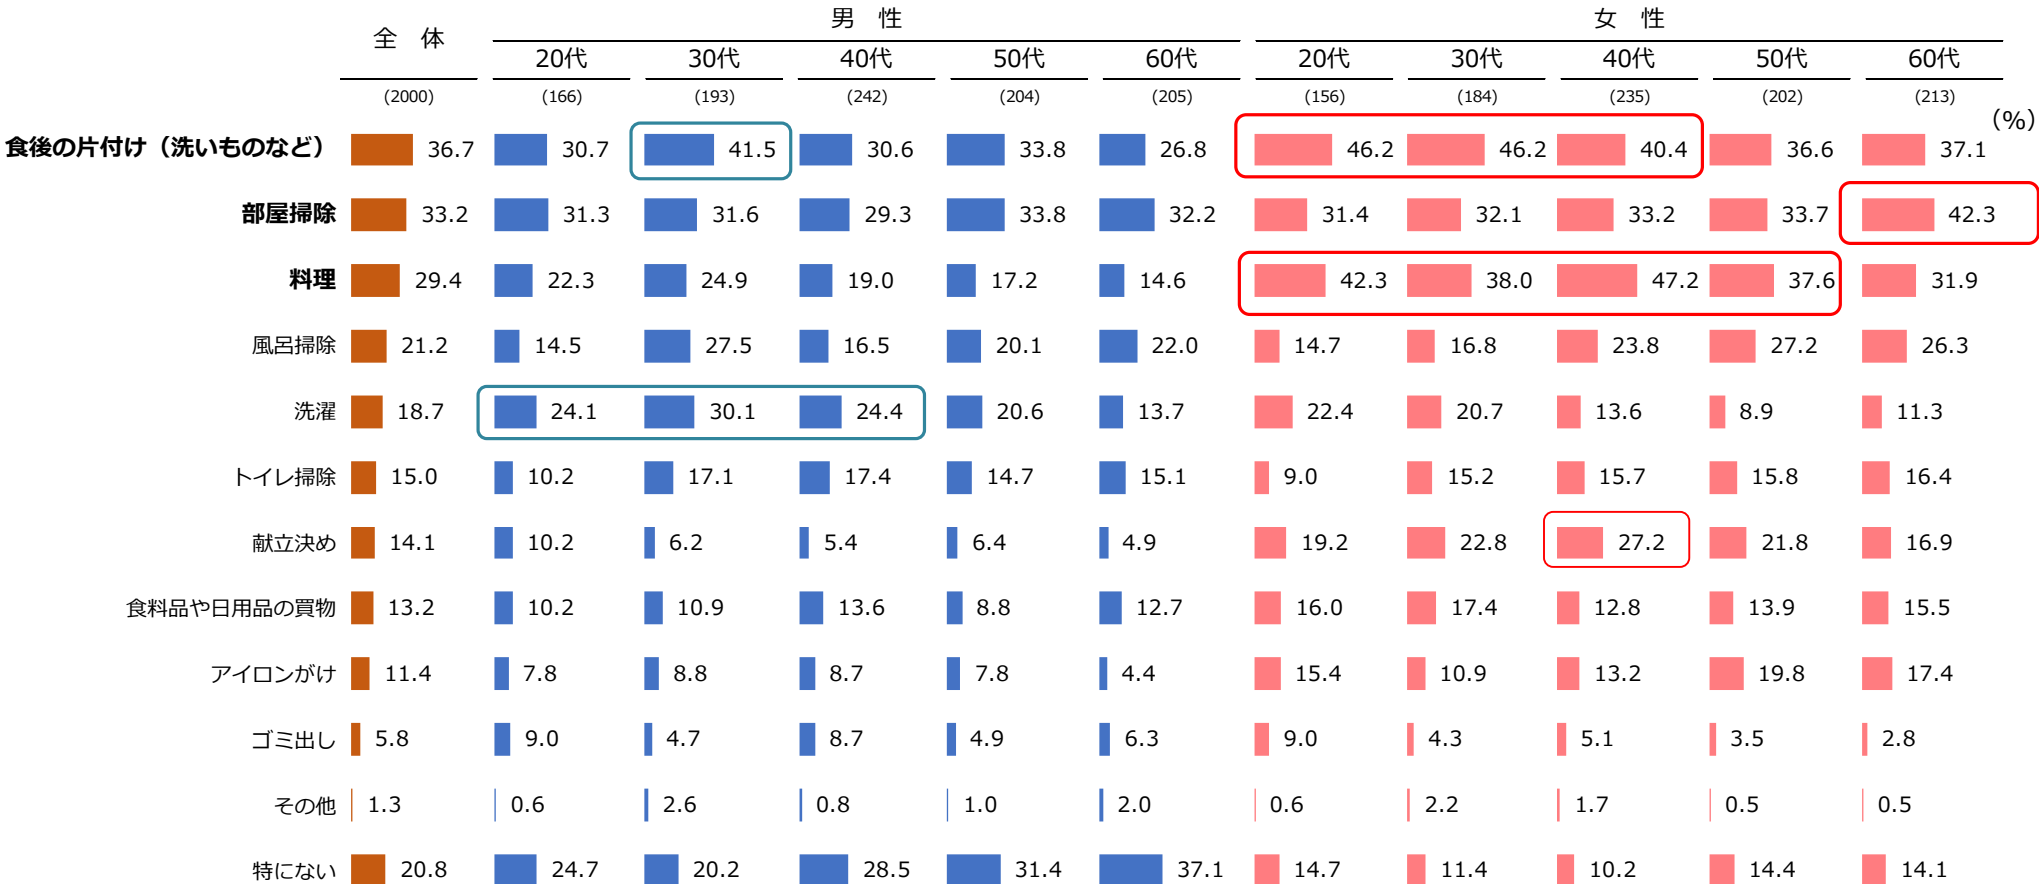 全 体 男 性 女 性
20代 30代 40代 50代 60代 20代 30代 40代 50代 60代
(2000) (166) (193) (242) (204) (205) (156) (184) (235) (202) (213)
(%)
食後の片付け（洗いものなど） 36.7 30.7 41.5 30.6 33.8 26.8 46.2 46.2 40.4 36.6 37.1
部屋掃除 33.2 31.3 31.6 29.3 33.8 32.2 31.4 32.1 33.2 33.7 42.3
料理 29.4 22.3 24.9 19.0 17.2 14.6 42.3 38.0 47.2 37.6 31.9
風呂掃除 21.2 14.5 27.5 16.5 20.1 22.0 14.7 16.8 23.8 27.2 26.3
洗濯 18.7 24.1 30.1 24.4 20.6 13.7 22.4 20.7 13.6 8.9 11.3
トイレ掃除 15.0 10.2 17.1 17.4 14.7 15.1 9.0 15.2 15.7 15.8 16.4
献立決め 14.1 10.2 6.2 5.4 6.4 4.9 19.2 22.8 27.2 21.8 16.9
食料品や日用品の買物 13.2 10.2 10.9 13.6 8.8 12.7 16.0 17.4 12.8 13.9 15.5
アイロンがけ 11.4 7.8 8.8 8.7 7.8 4.4 15.4 10.9 13.2 19.8 17.4
ゴミ出し 5.8 9.0 4.7 8.7 4.9 6.3 9.0 4.3 5.1 3.5 2.8
その他 1.3 0.6 2.6 0.8 1.0 2.0 0.6 2.2 1.7 0.5 0.5
特にない 20.8 24.7 20.2 28.5 31.4 37.1 14.7 11.4 10.2 14.4 14.1